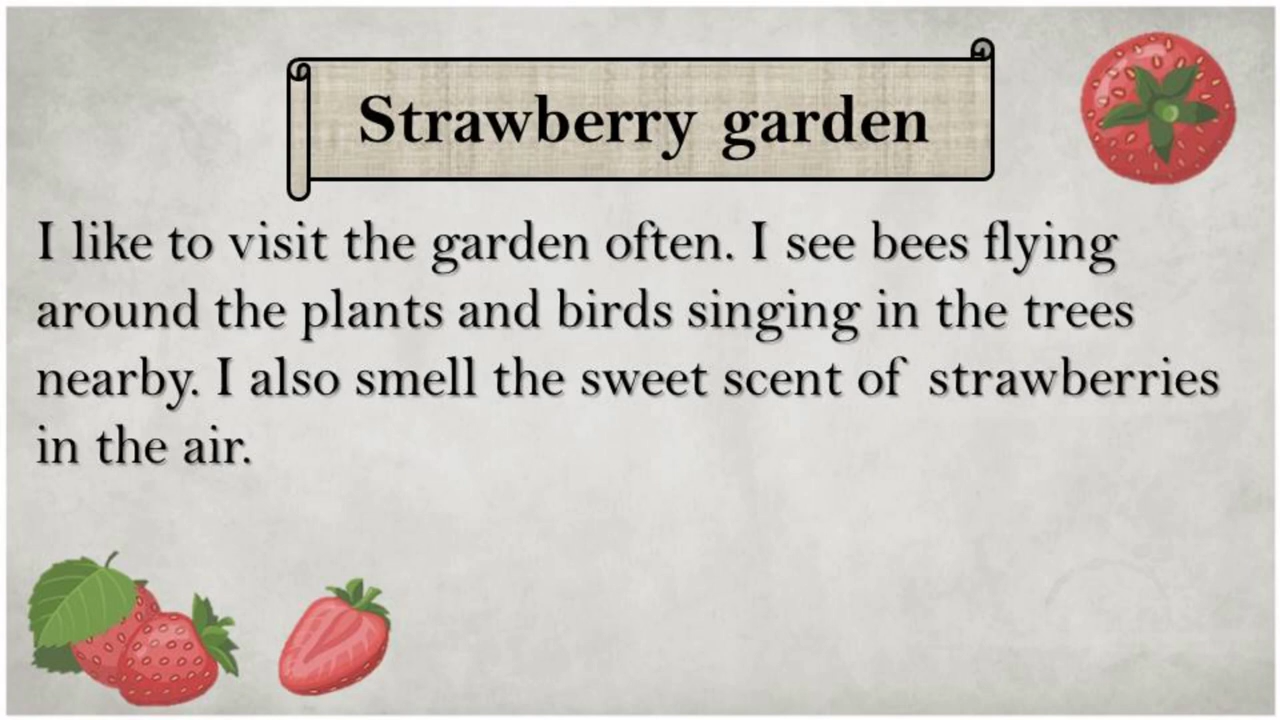 Strawberry garden
I like to visit the garden often. I see bees flying
around the plants and birds singing in the trees
nearby. I also smell the sweet scent of strawberries
in the air.